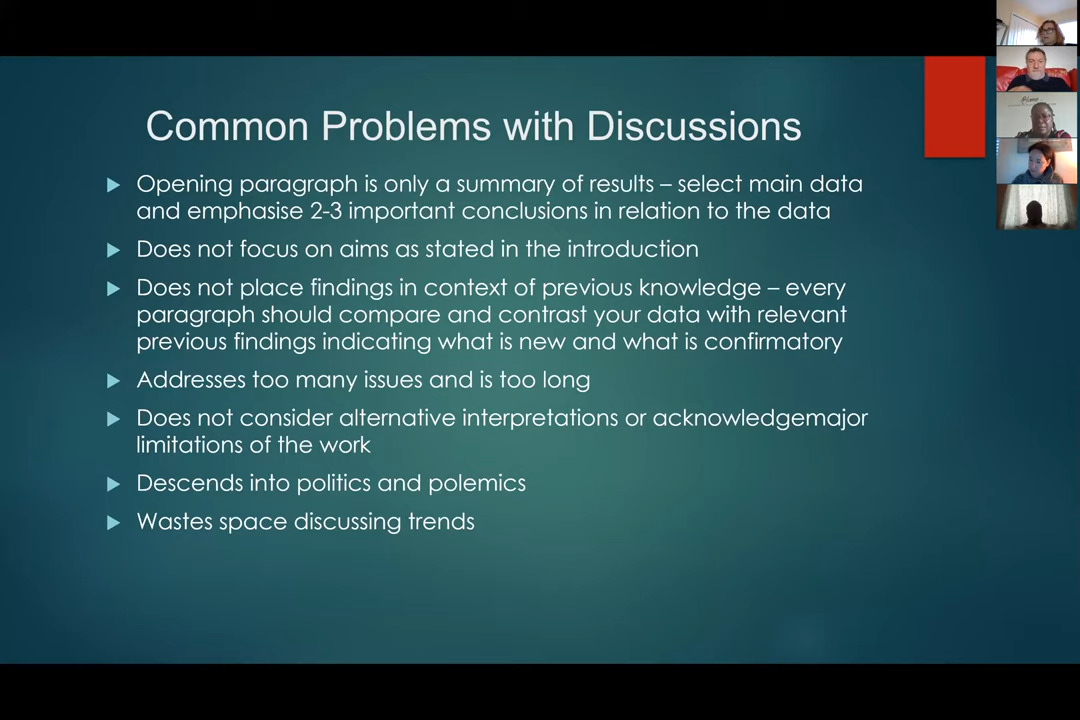 Common Problems with Discussions
Opening paragraph is only a summary of results – select main data
and emphasise 2-3 important conclusions in relation to the data
Does not focus on aims as stated in the introduction
Does not place findings in context of previous knowledge – every
paragraph should compare and contrast your data with relevant
previous findings indicating what is new and what is confirmatory
Addresses too many issues and is too long
Does not consider alternative interpretations or acknowledgemajor
limitations of the work
Descends into politics and polemics
Wastes space discussing trends